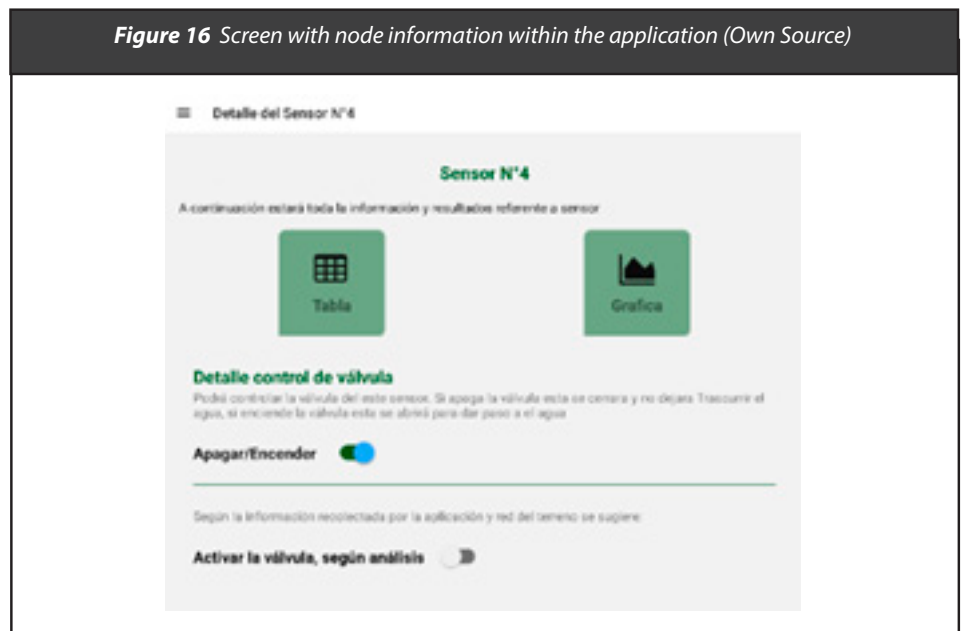 Figure 16 Screen with node information within the application (Own Source)
Detalle del Sensor N°4
Sensor N°4
A continuación estará toda la información y resultados referente a sensor
Tabla
Grafica
Detalle control de válvula
Podrá controlar la válvula del este sensor. Si apaga la válvula esta se cerrara y no dejara Trascurrir el
agua, si enciende la válvula esta se abrirá para dar paso a el agua
Apagar/Encender
Según la información recolectada por la aplicación y red del terreno se sugiere:
Activar la válvula, según análisis